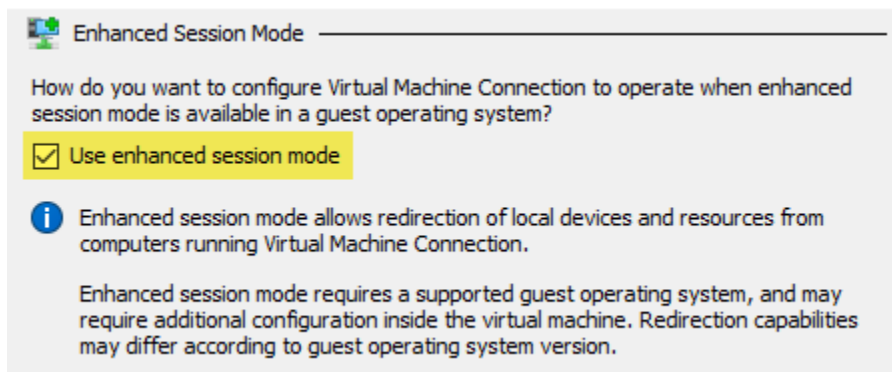 Enhanced Session Mode
How do you want to configure Virtual Machine Connection to operate when enhanced
session mode is available in a guest operating system?
Use enhanced session mode
Enhanced session mode allows redirection of local devices and resources from
computers running Virtual Machine Connection.
Enhanced session mode requires a supported guest operating system, and may
require additional configuration inside the virtual machine. Redirection capabilities
may differ according to guest operating system version.